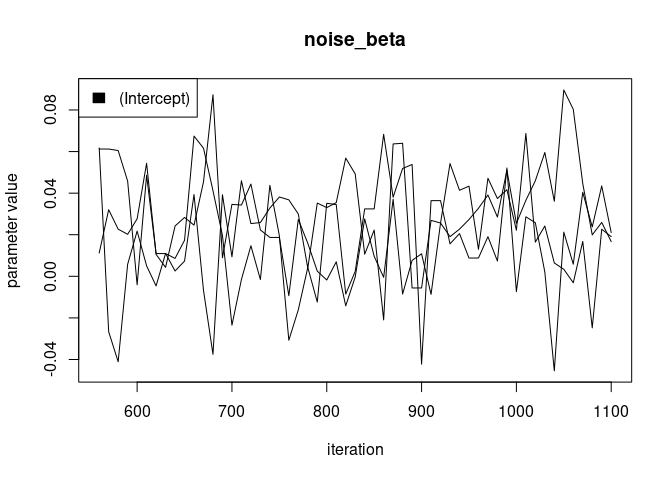 noise_beta
(Intercept)
parameter value
-0.04 0.00 0.04 0.08
600 700 800 900 1000 1100
iteration